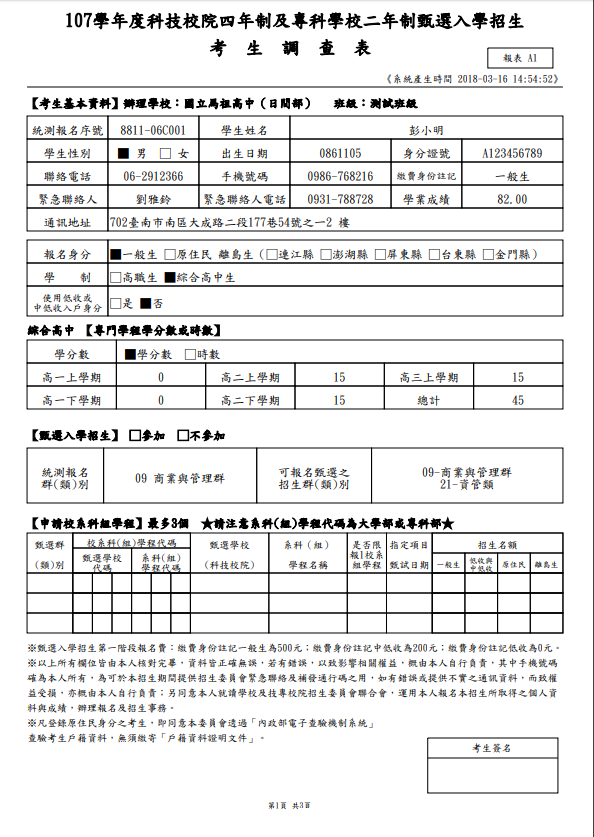 107學年度科技校院四年制及專科學校二年制甄選入學招生
考 生 調 查 表
報表 A1
《系統產生時間 2018-03-16 14:54:52》
【考生基本資料】辦理學校：國立馬祖高中（日間部） 班級：測試班級
統測報名序號 8811-06C001 學生姓名 彭小明
學生性別 ■ 男 □ 女 出生日期 0861105 身分證號 A123456789
聯絡電話 06-2912366 手機號碼 0986-768216 繳費身份註記 一般生
緊急聯絡人 劉雅鈴 緊急聯絡人電話 0931-788728 學業成績 82.00
通訊地址 702臺南市南區大成路二段177巷54號之一2 樓
報名身分 ■一般生 □原住民 離島生（□連江縣 □澎湖縣 □屏東縣 □台東縣 □金門縣）
學 制 □高職生 ■綜合高中生
使用低收或
中低收入戶身分 □是 ■否
綜合高中 【專門學程學分數或時數】
學分數 ■學分數 □時數
高一上學期 0 高二上學期 15 高三上學期 15
高一下學期 0 高二下學期 15 總計 45
【甄選入學招生】 □參加 □不參加
統測報名
群(類)別 09 商業與管理群 可報名甄選之
招生群(類)別 09-商業與管理群
21-資管類
【申請校系科組學程】最多3個 ★請注意系科(組)學程代碼為大學部或專科部★
甄選群
(類)別 校系科(組)學程代碼 甄選學校
(科技校院) 系科（組）
學程名稱 是否限
報1校系
組學程 指定項目
甄試日期 招生名額
甄選學校
代碼 系科(組)
學程代碼 一般生 低收與
中低收 原住民 離島生
※甄選入學招生第一階段報名費：繳費身份註記一般生為500元；繳費身份註記中低收為200元；繳費身份註記低收為0元。
※以上所有欄位皆由本人核對完畢，資料皆正確無誤，若有錯誤，以致影響相關權益，概由本人自行負責，其中手機號碼
確為本人所有，為可於本招生期間提供招生委員會緊急聯絡及補發通行碼之用，如有錯誤或提供不實之通訊資料，而致權
益受損，亦概由本人自行負責；另同意本人就讀學校及技專校院招生委員會聯合會，運用本人報名本招生所取得之個人資
料與成績，辦理報名及招生事務。
※凡登錄原住民身分之考生，即同意本委員會透過「內政部電子查驗機制系統」
查驗考生戶籍資料，無須繳寄「戶籍資料證明文件」。
考生簽名
第1頁 共3頁